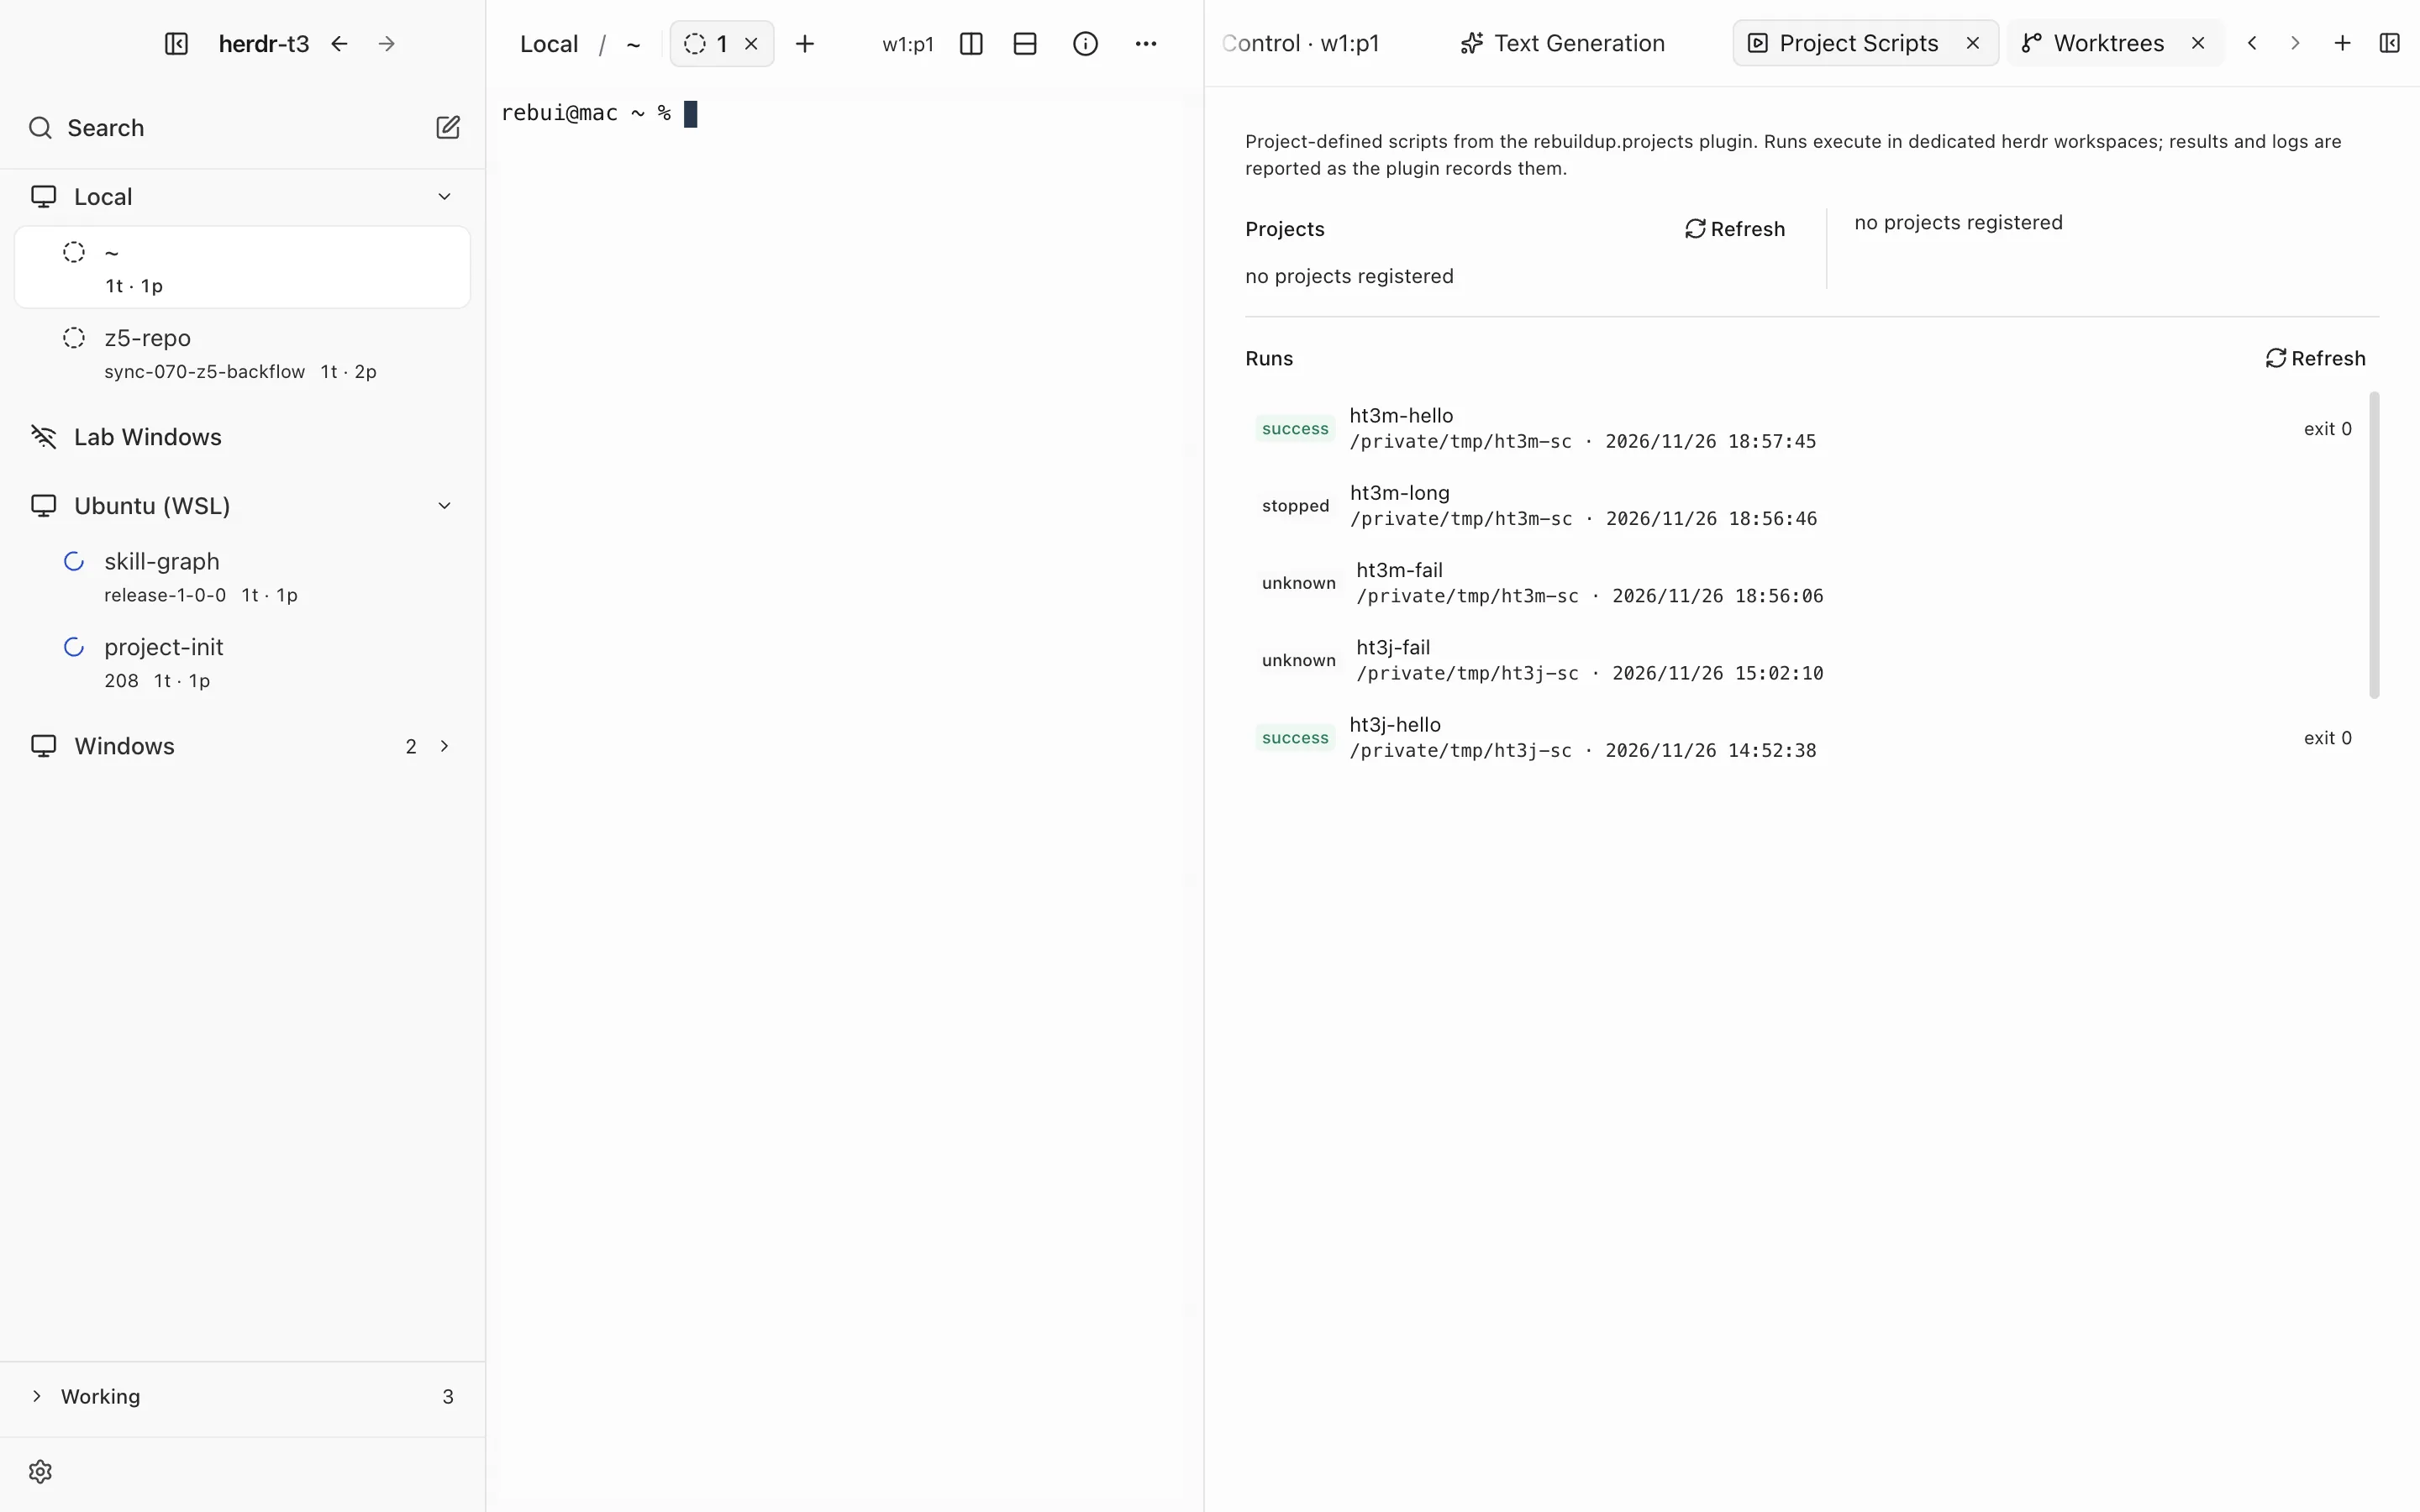 herdr-t3
Search
Local
~
1t · 1p
z5-repo
sync-070-z5-backflow 1t · 2p
Lab Windows
Ubuntu (WSL)
skill-graph
release-1-0-0 1t · 1p
project-init
208 1t · 1p
Windows 2
Working 3
Local / ~ 1 w1:p1
rebui@mac ~ %
Control · w1:p1 Text Generation Project Scripts Worktrees
Project-defined scripts from the rebuildup.projects plugin. Runs execute in dedicated herdr workspaces; results and logs are
reported as the plugin records them.
Projects Refresh
no projects registered
no projects registered
Runs Refresh
success ht3m-hello exit 0
/private/tmp/ht3m-sc · 2026/11/26 18:57:45
stopped ht3m-long
/private/tmp/ht3m-sc · 2026/11/26 18:56:46
unknown ht3m-fail
/private/tmp/ht3m-sc · 2026/11/26 18:56:06
unknown ht3j-fail
/private/tmp/ht3j-sc · 2026/11/26 15:02:10
success ht3j-hello exit 0
/private/tmp/ht3j-sc · 2026/11/26 14:52:38